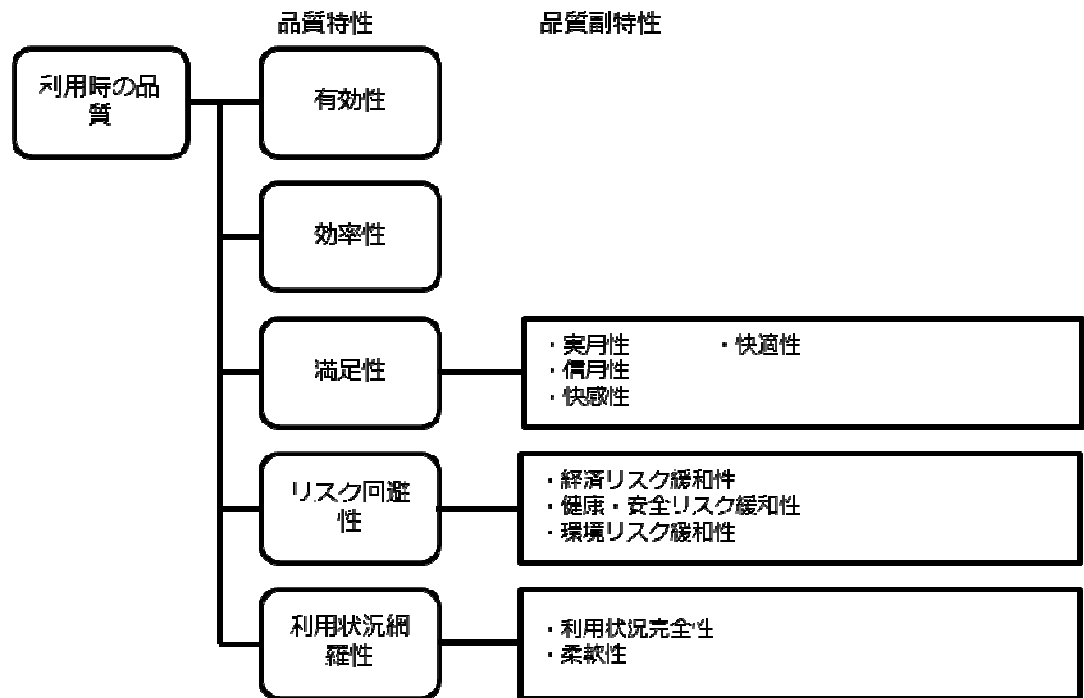 品質特性 品質副特性
利用時の品
質
有効性
効率性
満足性
・実用性 ・快適性
・信用性
・快感性
リスク回避
性
・経済リスク緩和性
・健康・安全リスク緩和性
・環境リスク緩和性
利用状況網
羅性
・利用状況完全性
・柔軟性